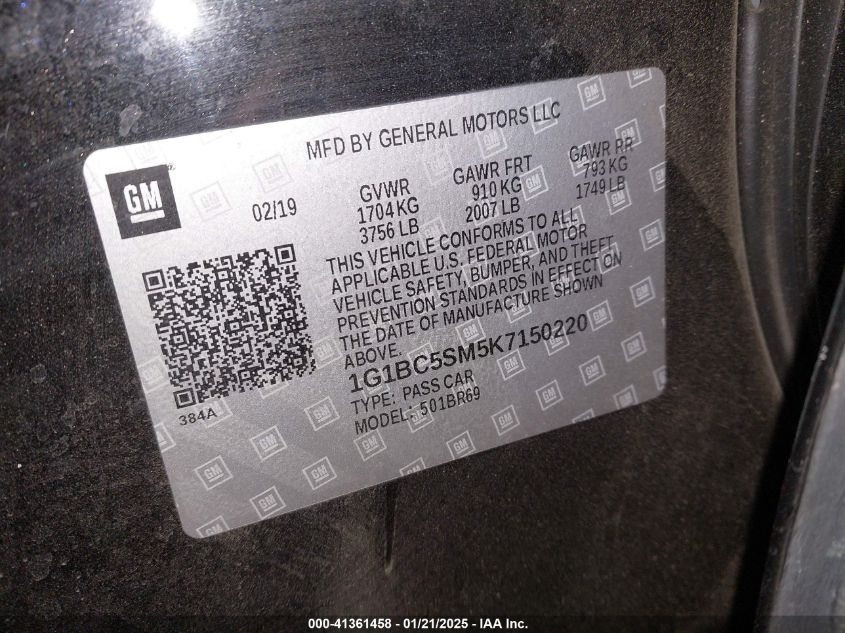 MFD BY GENERAL MOTORS LLC
GM
02/19
GVWR GAWR FRT GAWR RR
1704 KG 910 KG 793 KG
3756 LB 2007 LB 1749 LB
THIS VEHICLE CONFORMS TO ALL
APPLICABLE U.S. FEDERAL MOTOR
VEHICLE SAFETY, BUMPER, AND THEFT
PREVENTION STANDARDS IN EFFECT ON
THE DATE OF MANUFACTURE SHOWN
ABOVE.
1G1BC5SM5K7150220
TYPE: PASS CAR
MODEL: 501BR69
384A
000-41361458 - 01/21/2025 - IAA Inc.